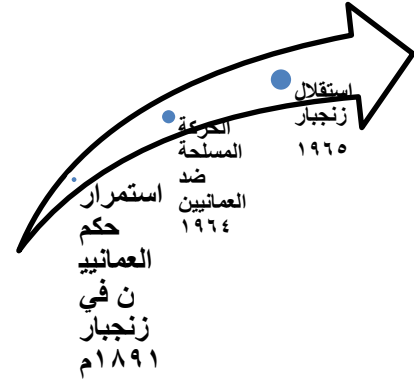 استمرار
حكم
العمانيي
ن في
زنجبار
١٨٩١م
الحركة
المسلحة
ضد
العمانيين
١٩٦٤
استقلال
زنجبار
١٩٦٥